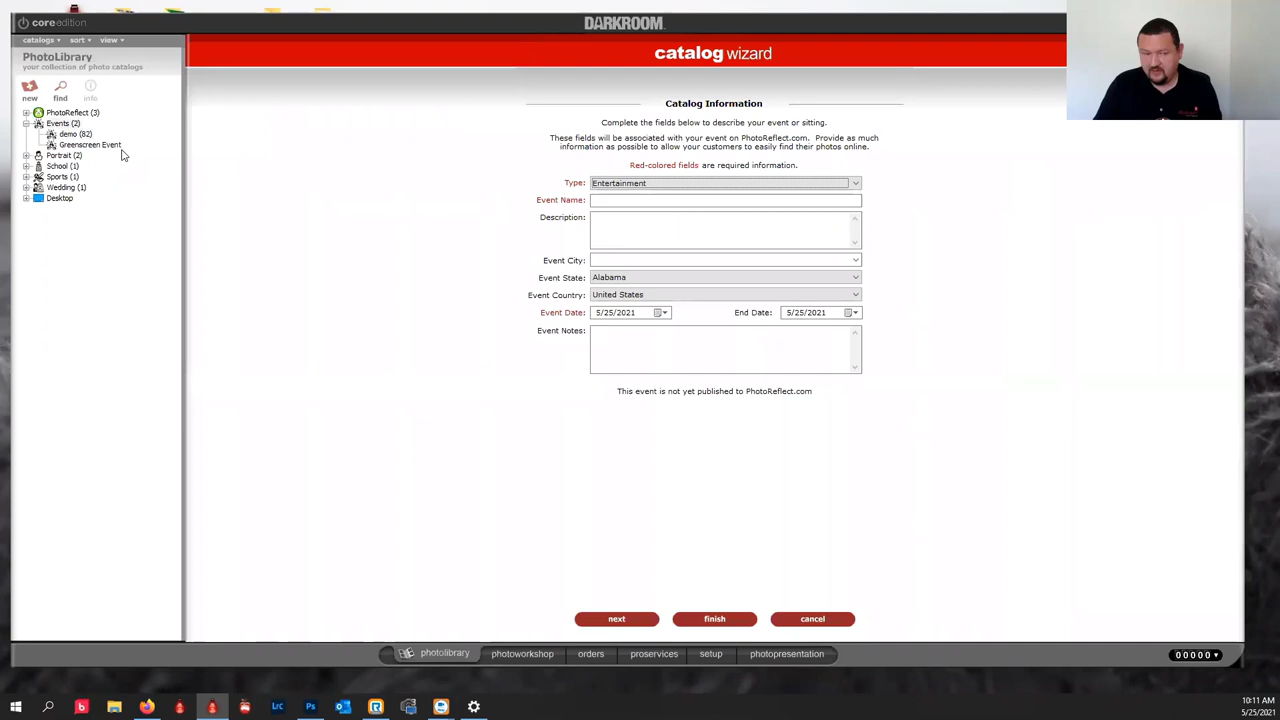 coreedition
DARKROOM
catalogs sort view
catalog wizard
PhotoLibrary
your collection of photo catalogs
new find info
PhotoReflect (3)
Events (2)
demo (82)
Greenscreen Event
Portrait (2)
School (1)
Sports (1)
Wedding (1)
Desktop
Catalog Information
Complete the fields below to describe your event or sitting.
These fields will be associated with your event on PhotoReflect.com. Provide as much
information as possible to allow your customers to easily find their photos online.
Red-colored fields are required information.
Type: Entertainment
Event Name:
Description:
Event City:
Event State: Alabama
Event Country: United States
Event Date: 5/25/2021 End Date: 5/25/2021
Event Notes:
This event is not yet published to PhotoReflect.com
next finish cancel
photolibrary photoworkshop orders proservices setup photopresentation 00000
b Lrc Ps
10:11 AM
5/25/2021